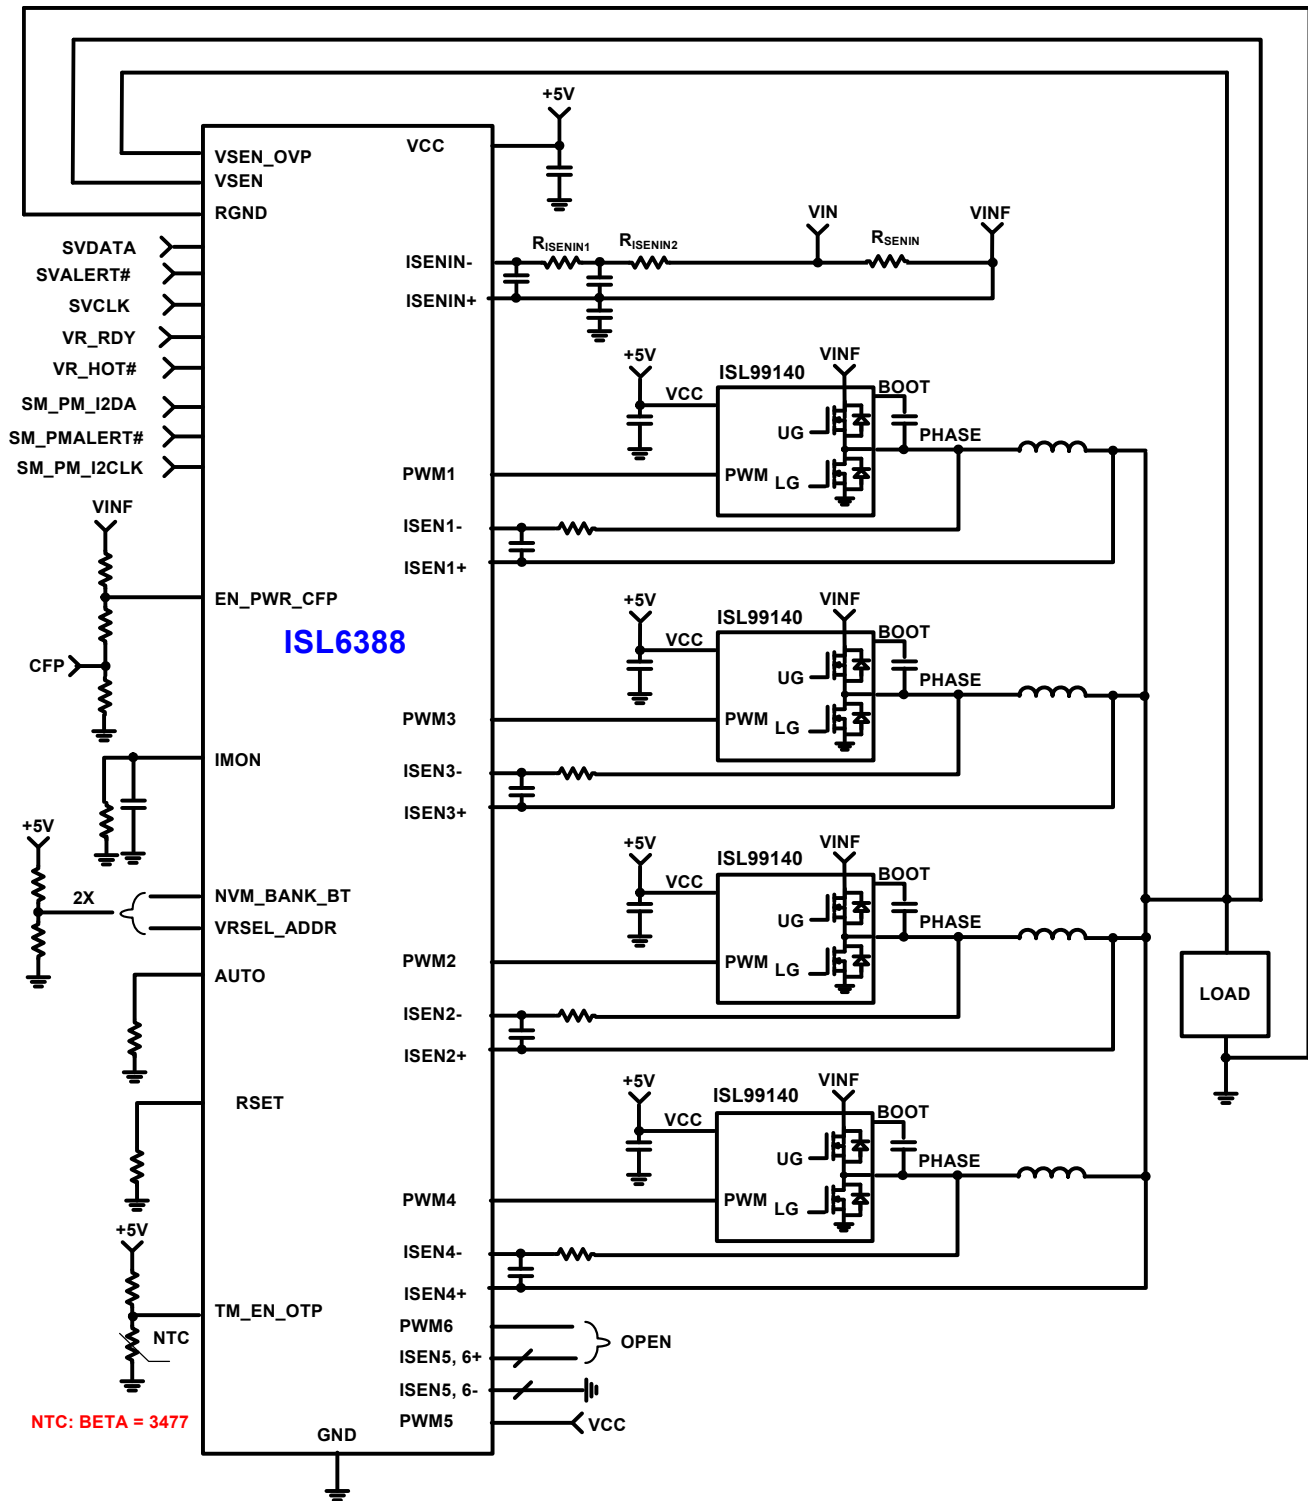 +5V
VSEN_OVP
VCC
VSEN
RGND
VIN
VINF
SVDATA
RISENIN1
RISENIN2
RSENIN
ISENIN-
SVALERT#
ISENIN+
SVCLK
VR_RDY
VR_HOT#
SM_PM_I2DA
SM_PMALERT#
SM_PM_I2CLK
+5V
VINF
ISL99140
BOOT
VCC
UG
PHASE
PWM1
PWM
LG
ISEN1-
ISEN1+
VINF
EN_PWR_CFP
ISL6388
CFP
+5V
VINF
ISL99140
BOOT
VCC
UG
PHASE
PWM3
PWM
LG
ISEN3-
ISEN3+
IMON
+5V
2X
NVM_BANK_BT
VRSEL_ADDR
AUTO
+5V
VINF
ISL99140
BOOT
VCC
UG
PHASE
PWM2
PWM
LG
ISEN2-
ISEN2+
LOAD
RSET
+5V
VINF
ISL99140
BOOT
VCC
UG
PHASE
PWM4
PWM
LG
ISEN4-
ISEN4+
+5V
TM_EN_OTP
NTC
PWM6
ISEN5, 6+
OPEN
ISEN5, 6-
PWM5
VCC
NTC: BETA = 3477
GND